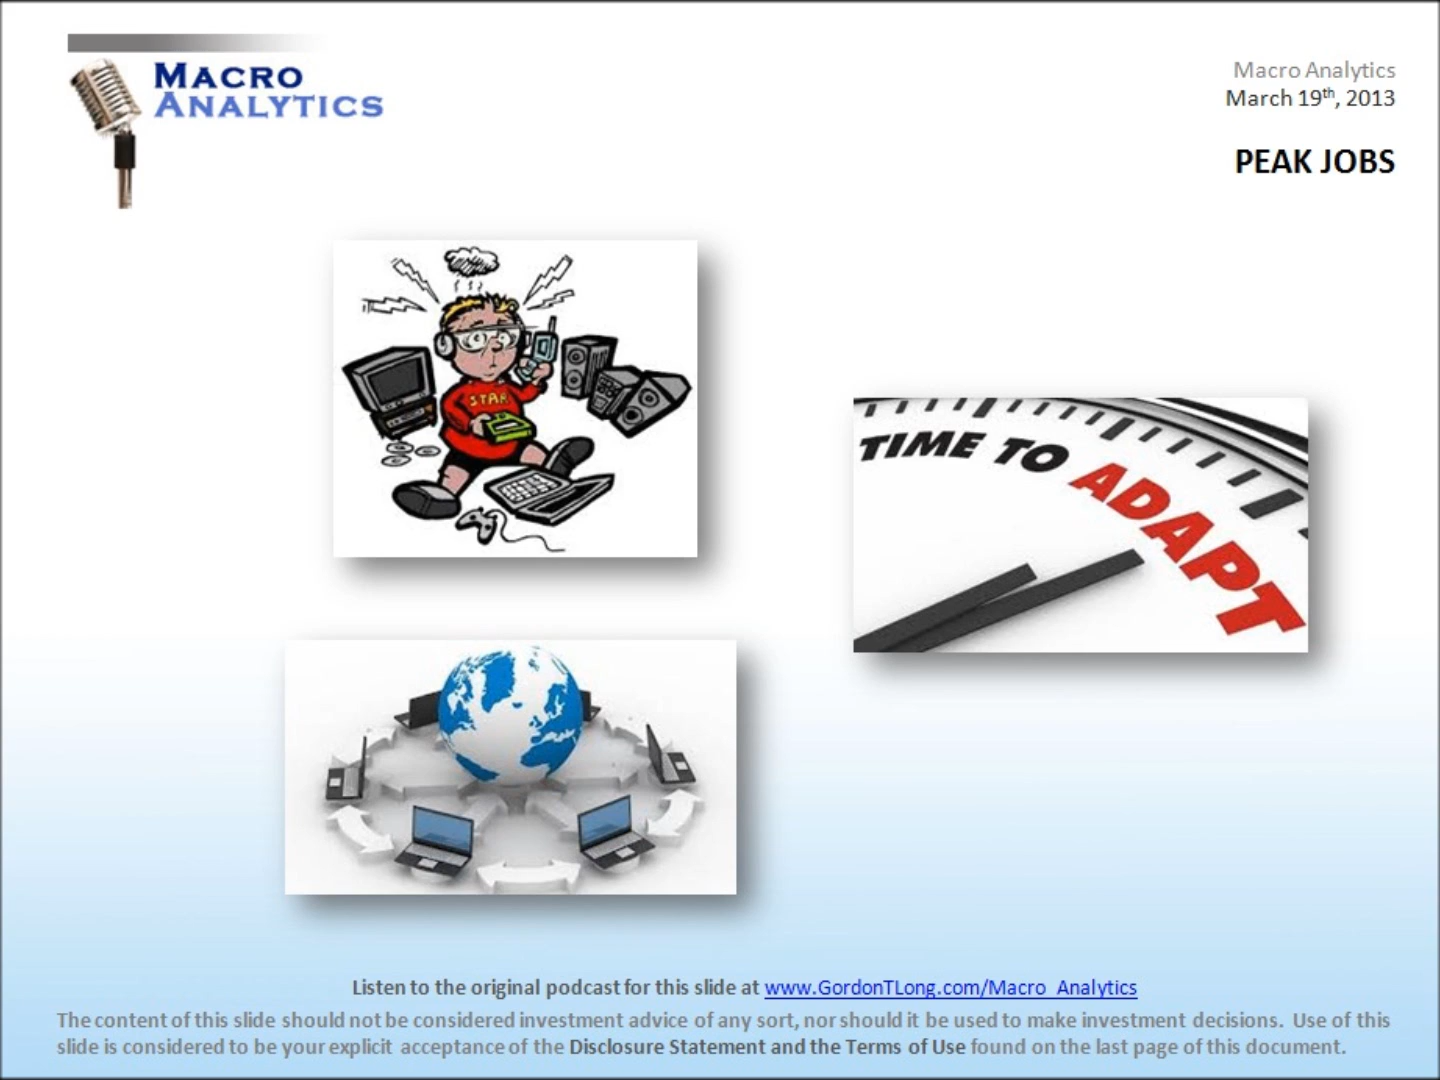 MACRO
ANALYTICS
Macro Analytics
March 19th, 2013
PEAK JOBS
STAR
TIME TO ADAPT
Listen to the original podcast for this slide at www.GordonTLong.com/Macro_Analytics
The content of this slide should not be considered investment advice of any sort, nor should it be used to make investment decisions. Use of this
slide is considered to be your explicit acceptance of the Disclosure Statement and the Terms of Use found on the last page of this document.